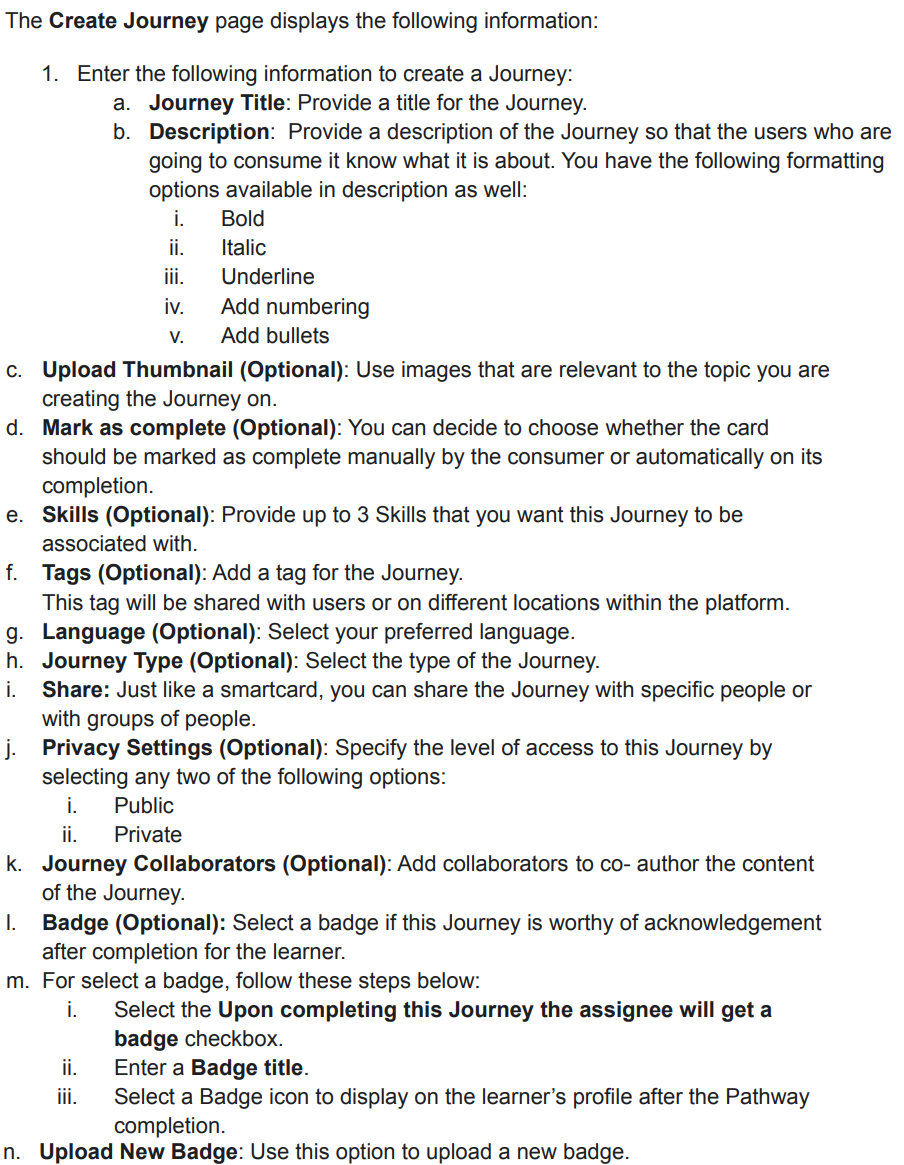 The Create Journey page displays the following information:
1. Enter the following information to create a Journey:
a. Journey Title: Provide a title for the Journey.
b. Description:  Provide a description of the Journey so that the users who are
going to consume it know what it is about. You have the following formatting
options available in description as well:
i. Bold
ii. Italic
iii. Underline
iv. Add numbering
v. Add bullets
c. Upload Thumbnail (Optional): Use images that are relevant to the topic you are
creating the Journey on.
d. Mark as complete (Optional): You can decide to choose whether the card
should be marked as complete manually by the consumer or automatically on its
completion.
e. Skills (Optional): Provide up to 3 Skills that you want this Journey to be
associated with.
f. Tags (Optional): Add a tag for the Journey.
This tag will be shared with users or on different locations within the platform.
g. Language (Optional): Select your preferred language.
h. Journey Type (Optional): Select the type of the Journey.
i. Share: Just like a smartcard, you can share the Journey with specific people or
with groups of people.
j. Privacy Settings (Optional): Specify the level of access to this Journey by
selecting any two of the following options:
i. Public
ii. Private
k. Journey Collaborators (Optional): Add collaborators to co- author the content
of the Journey.
l. Badge (Optional): Select a badge if this Journey is worthy of acknowledgement
after completion for the learner.
m. For select a badge, follow these steps below:
i. Select the Upon completing this Journey the assignee will get a
badge checkbox.
ii. Enter a Badge title.
iii. Select a Badge icon to display on the learner’s profile after the Pathway
completion.
n. Upload New Badge: Use this option to upload a new badge.